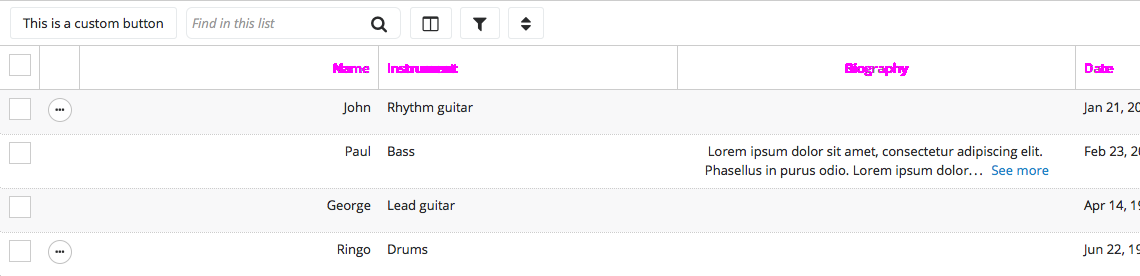 This is a custom button Find in this list
Name Instrument Biography Date
John Rhythm guitar Jan 21, 20
Paul Bass Lorem ipsum dolor sit amet, consectetur adipiscing elit. Feb 23, 20
Phasellus in purus odio. Lorem ipsum dolor... See more
George Lead guitar Apr 14, 19
Ringo Drums Jun 22, 19